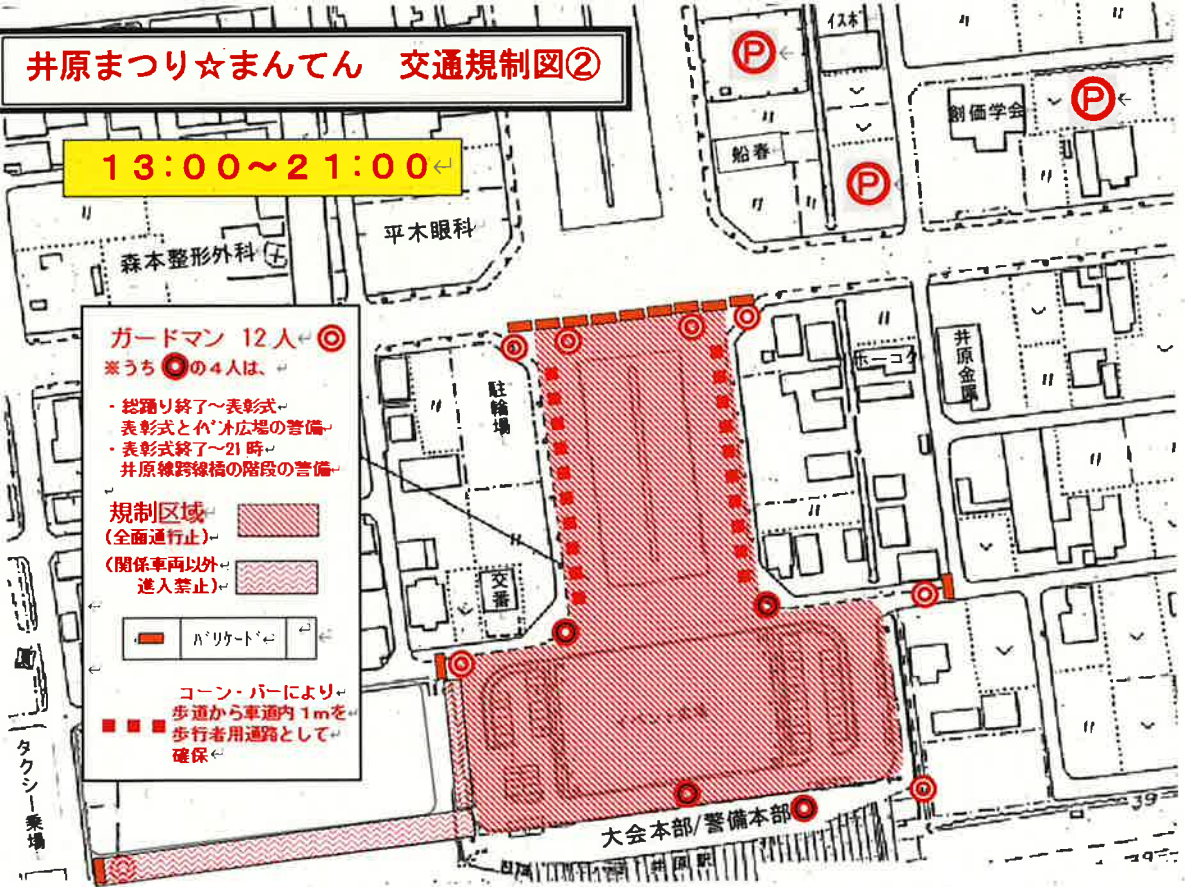 井原まつり☆まんてん　交通規制図②
13:00～21:00
イスホ
P
P
創価学会
船春
P
平木眼科
森本整形外科
ガードマン 12人
※うち の4人は、
・総踊り終了～表彰式
表彰式とイベント広場の警備
・表彰式終了～21時
井原線跨線橋の階段の警備
規制区域
(全面通行止)
(関係車両以外
進入禁止)
バリケード
コーン・バーにより
歩道から車道内1mを
歩行者用通路として
確保
駐輪場
交番
ホーコク
井原金属
タクシー乗場
大会本部/警備本部
井原駅
39